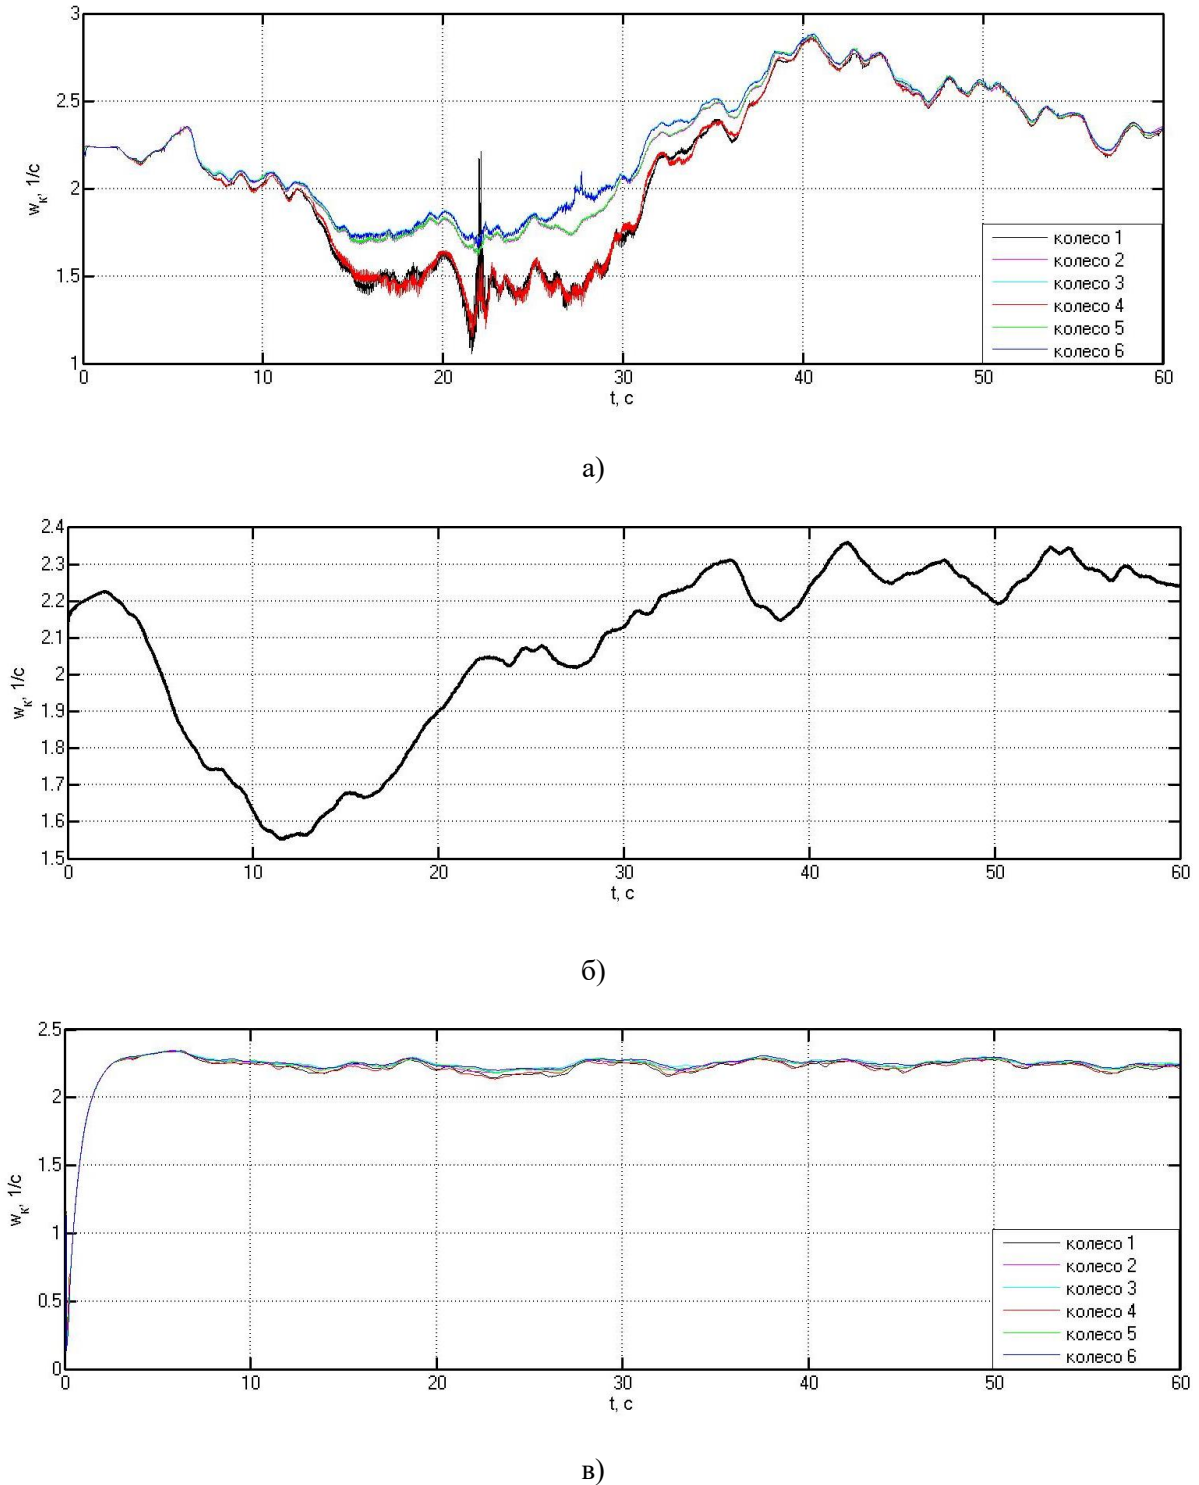 3
2.5
2
1.5
1
wк, 1/с
0 10 20 30 40 50 60
t, с
колесо 1
колесо 2
колесо 3
колесо 4
колесо 5
колесо 6
а)
2.4
2.3
2.2
2.1
2
1.9
1.8
1.7
1.6
1.5
wк, 1/с
0 10 20 30 40 50 60
t, с
б)
2.5
2
1.5
1
0.5
0
wк, 1/с
0 10 20 30 40 50 60
t, с
колесо 1
колесо 2
колесо 3
колесо 4
колесо 5
колесо 6
в)